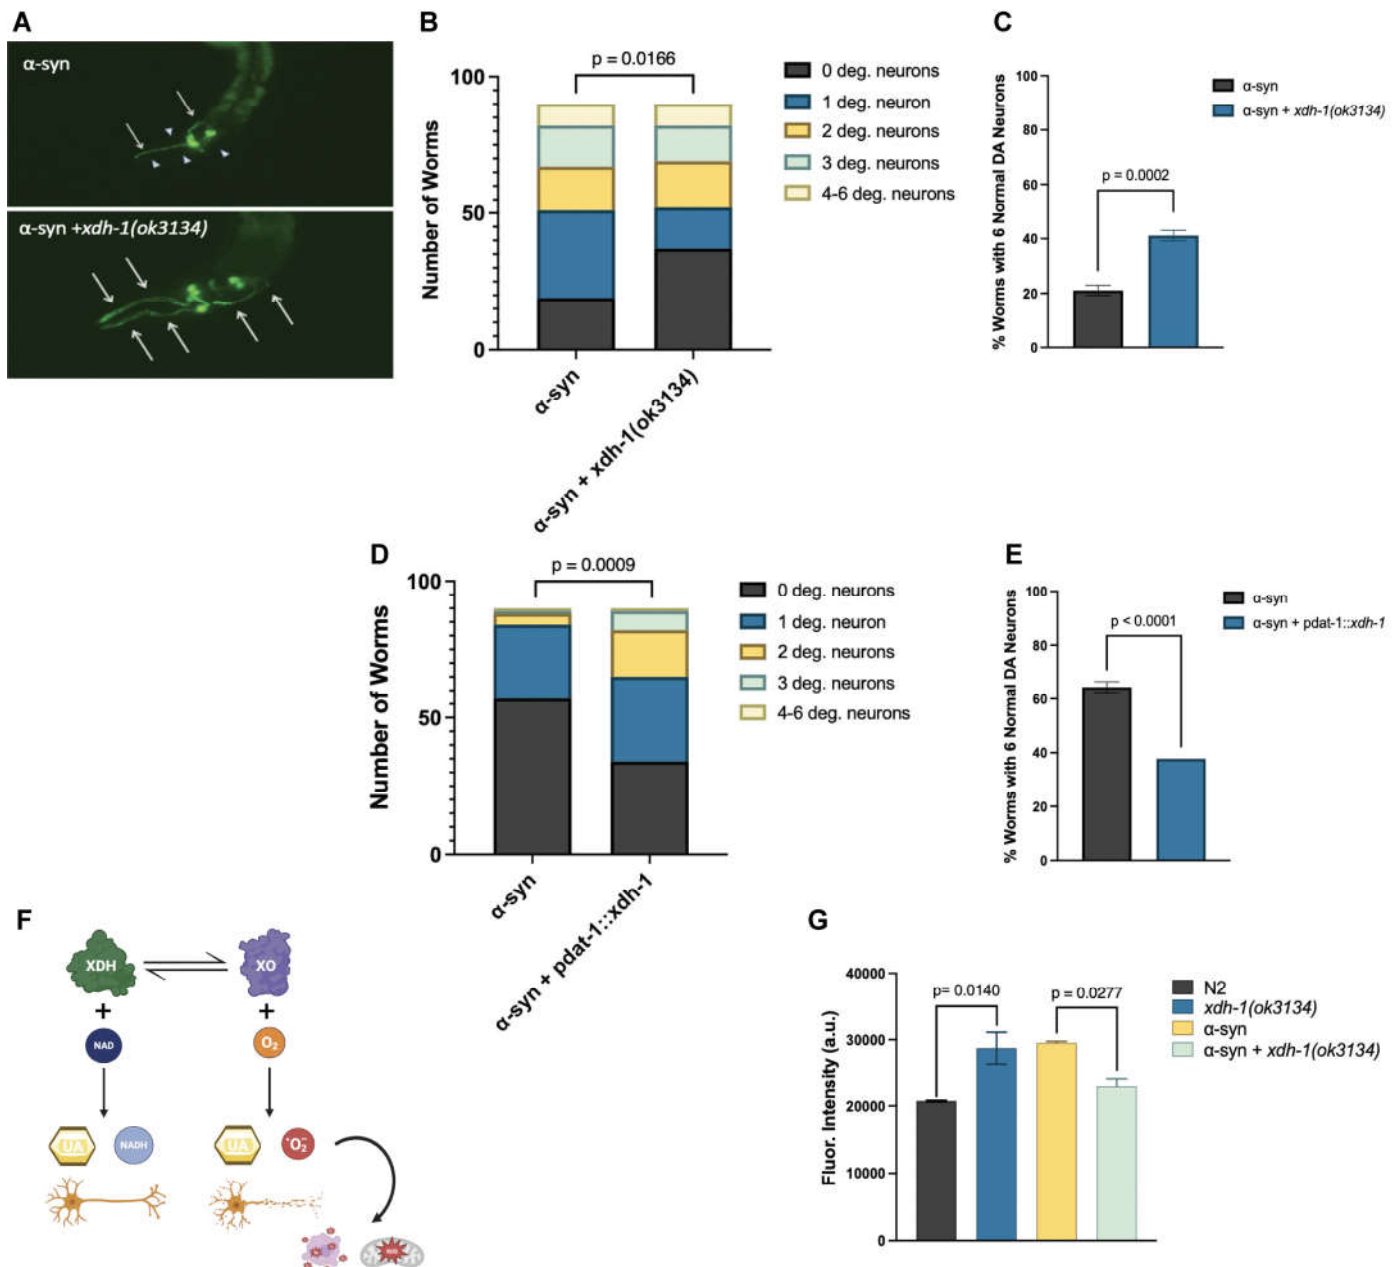 A
α-syn
α-syn +xdh-1(ok3134)
B
p = 0.0166
100
50
0
Number of Worms
α-syn
α-syn + xdh-1(ok3134)
0 deg. neurons
1 deg. neuron
2 deg. neurons
3 deg. neurons
4-6 deg. neurons
C
% Worms with 6 Normal DA Neurons
100
80
60
40
20
0
p = 0.0002
α-syn
α-syn + xdh-1(ok3134)
D
p = 0.0009
100
50
0
Number of Worms
α-syn
α-syn + pdat-1::xdh-1
0 deg. neurons
1 deg. neuron
2 deg. neurons
3 deg. neurons
4-6 deg. neurons
E
% Worms with 6 Normal DA Neurons
100
80
60
40
20
0
p < 0.0001
α-syn
α-syn + pdat-1::xdh-1
F
XDH
XO
+
+
NAD
O₂
UA
NADH
UA
•O₂⁻
G
Fluor. Intensity (a.u.)
40000
30000
20000
10000
0
p= 0.0140
p = 0.0277
N2
xdh-1(ok3134)
α-syn
α-syn + xdh-1(ok3134)